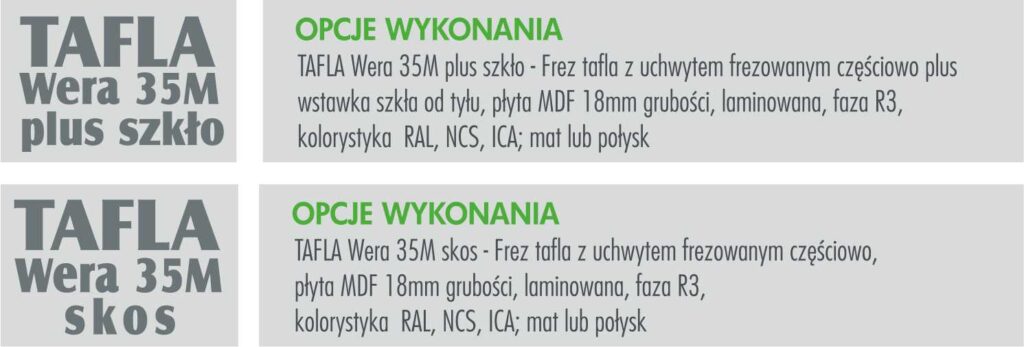 TAFLA
Wera 35M
plus szkło
OPCJE WYKONANIA
TAFLA Wera 35M plus szkło - Frez tafla z uchwytem frezowanym częściowo plus
wstawka szkła od tyłu, płyta MDF 18mm grubości, laminowana, faza R3,
kolorystyka RAL, NCS, ICA; mat lub połysk
TAFLA
Wera 35M
skos
OPCJE WYKONANIA
TAFLA Wera 35M skos - Frez tafla z uchwytem frezowanym częściowo,
płyta MDF 18mm grubości, laminowana, faza R3,
kolorystyka RAL, NCS, ICA; mat lub połysk